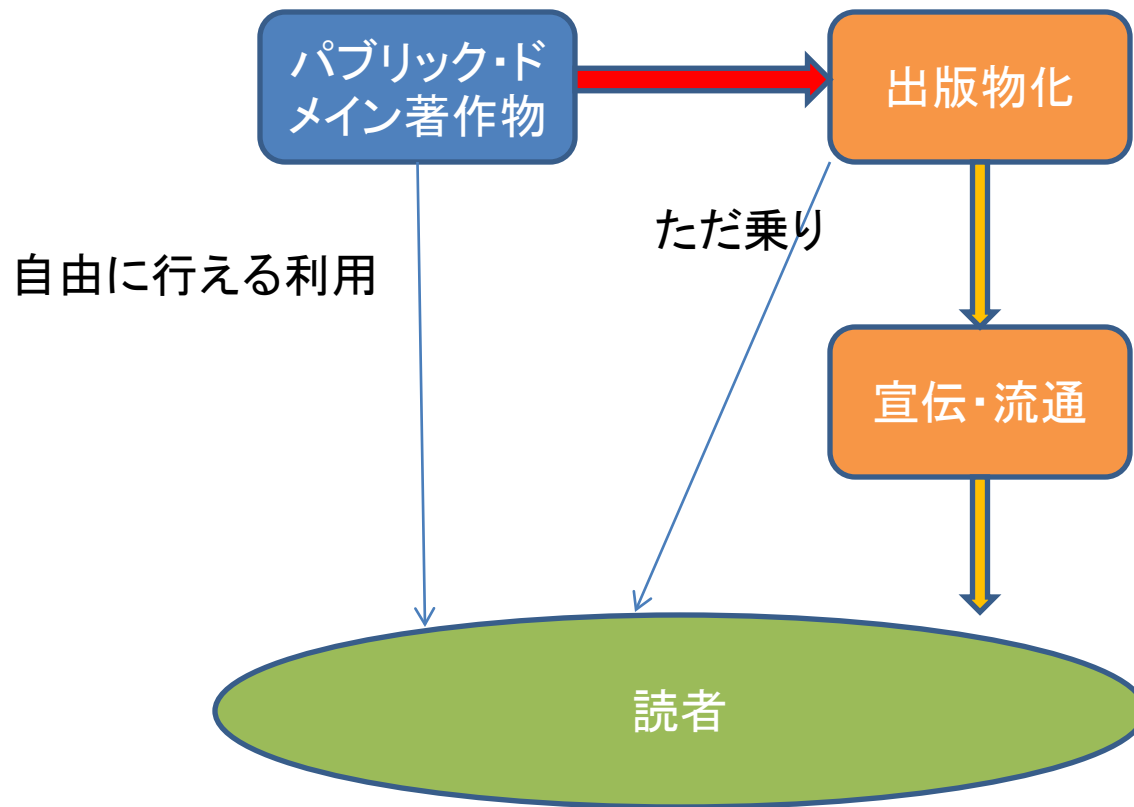 パブリック・ド
メイン著作物
出版物化
ただ乗り
自由に行える利用
宣伝・流通
読者